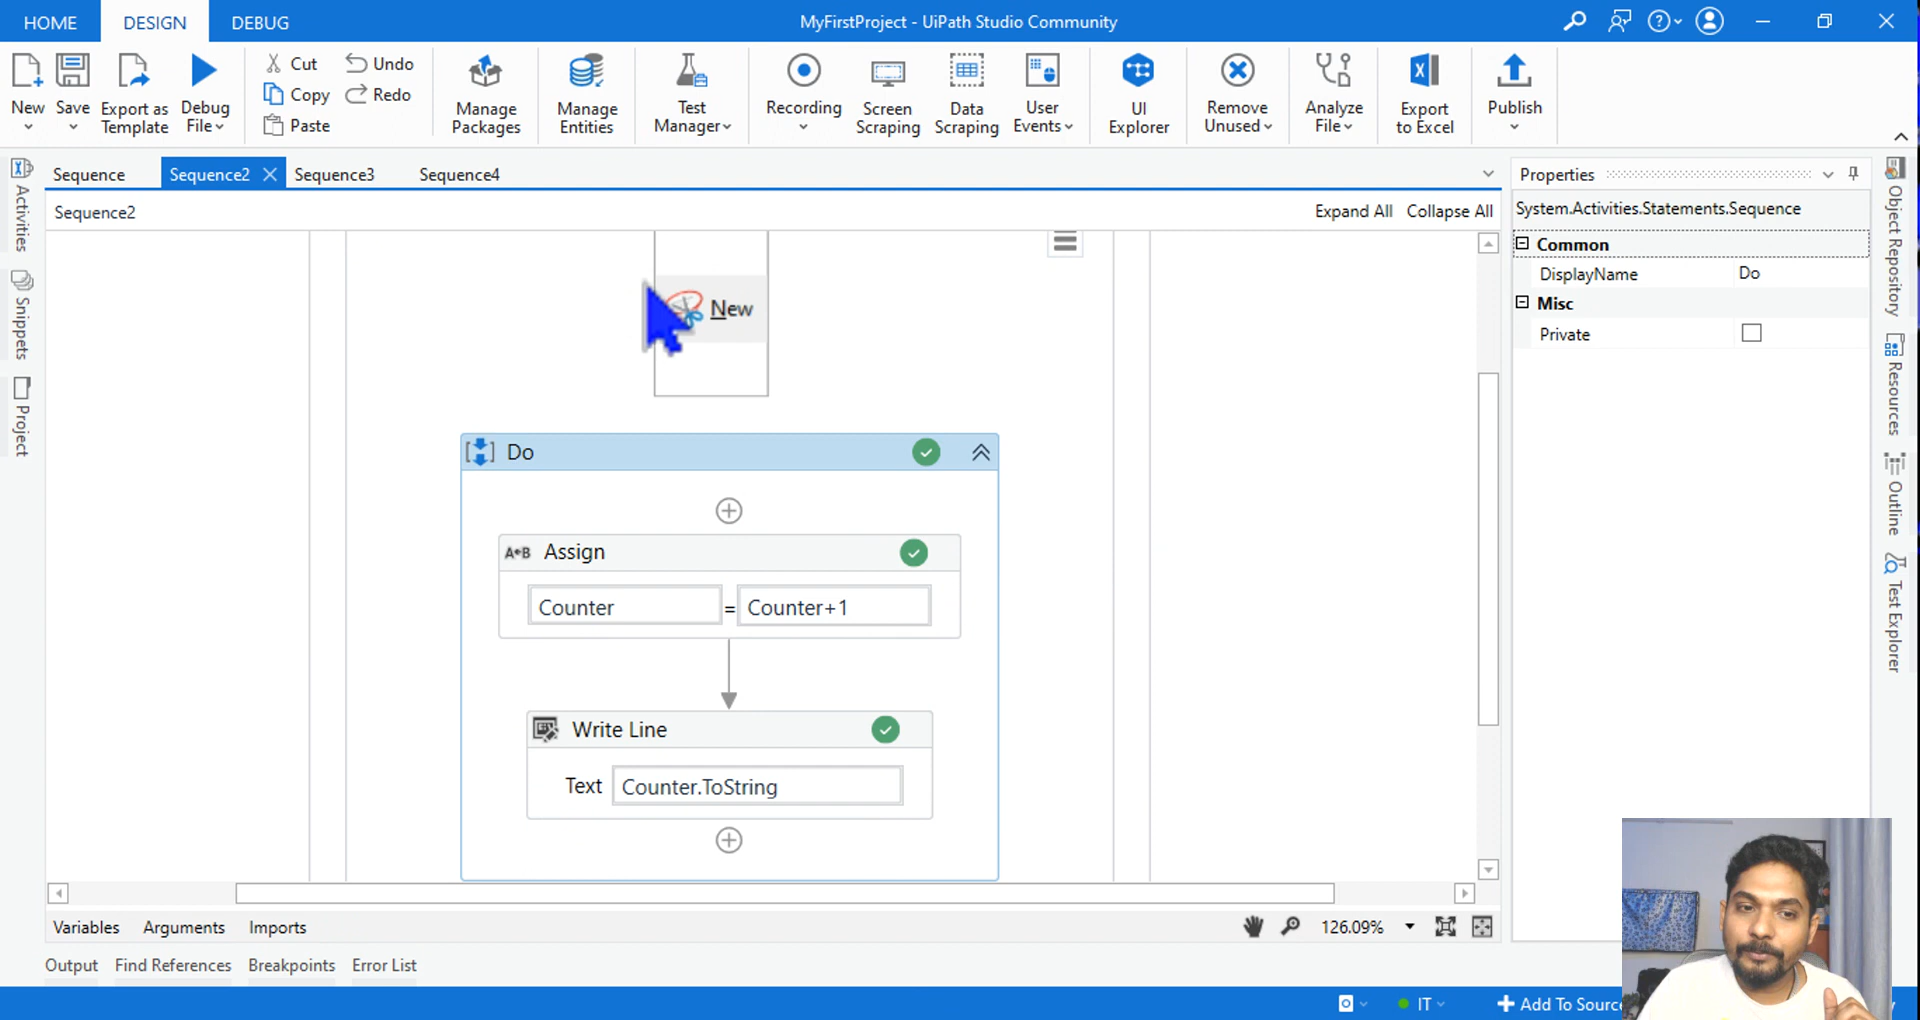 HOME DESIGN DEBUG MyFirstProject - UiPath Studio Community
New Save Export as Template Debug File
Cut Copy Paste Undo Redo
Manage Packages
Manage Entities
Test Manager
Recording
Screen Scraping
Data Scraping
User Events
UI Explorer
Remove Unused
Analyze File
Export to Excel
Publish
Sequence Sequence2 Sequence3 Sequence4
Sequence2 Expand All Collapse All
Activities
Snippets
Project
New
Do
Assign
Counter = Counter+1
Write Line
Text Counter.ToString
Properties
System.Activities.Statements.Sequence
Common
DisplayName Do
Misc
Private
Object Repository
Resources
Outline
Test Explorer
Variables Arguments Imports 126.09%
Output Find References Breakpoints Error List
IT Add To Source